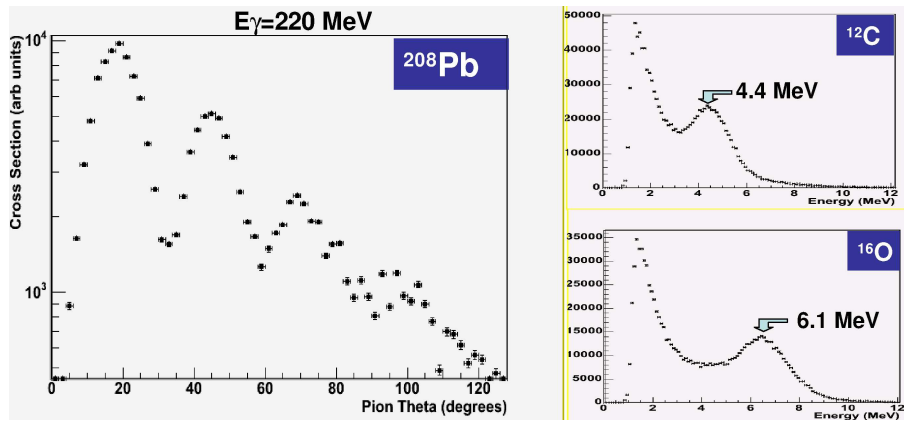 Eγ=220 MeV
Cross Section (arb units)
10^4
10^3
208Pb
0 20 40 60 80 100 120
Pion Theta (degrees)
50000
40000
30000
20000
10000
0
12C
4.4 MeV
0 2 4 6 8 10 12
Energy (MeV)
35000
30000
25000
20000
15000
10000
5000
0
16O
6.1 MeV
0 2 4 6 8 10 12
Energy (MeV)